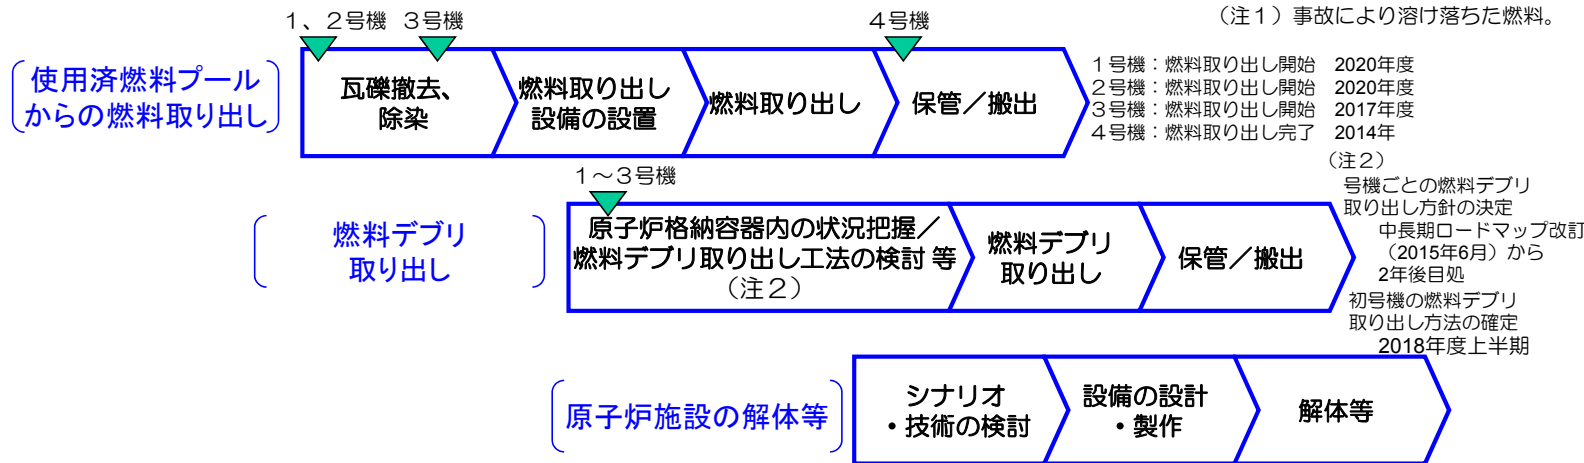 （注１）事故により溶け落ちた燃料。
１、２号機 ３号機 ４号機
使用済燃料プール
からの燃料取り出し
瓦礫撤去、
除染
燃料取り出し
設備の設置
燃料取り出し
保管／搬出
１号機：燃料取り出し開始 2020年度
２号機：燃料取り出し開始 2020年度
３号機：燃料取り出し開始 2017年度
４号機：燃料取り出し完了 2014年
１～３号機
燃料デブリ
取り出し
原子炉格納容器内の状況把握／
燃料デブリ取り出し工法の検討 等
（注２）
燃料デブリ
取り出し
保管／搬出
（注２）
号機ごとの燃料デブリ
取り出し方針の決定
中長期ロードマップ改訂
（2015年6月）から
2年後目処
初号機の燃料デブリ
取り出し方法の確定
2018年度上半期
原子炉施設の解体等
シナリオ
・技術の検討
設備の設計
・製作
解体等